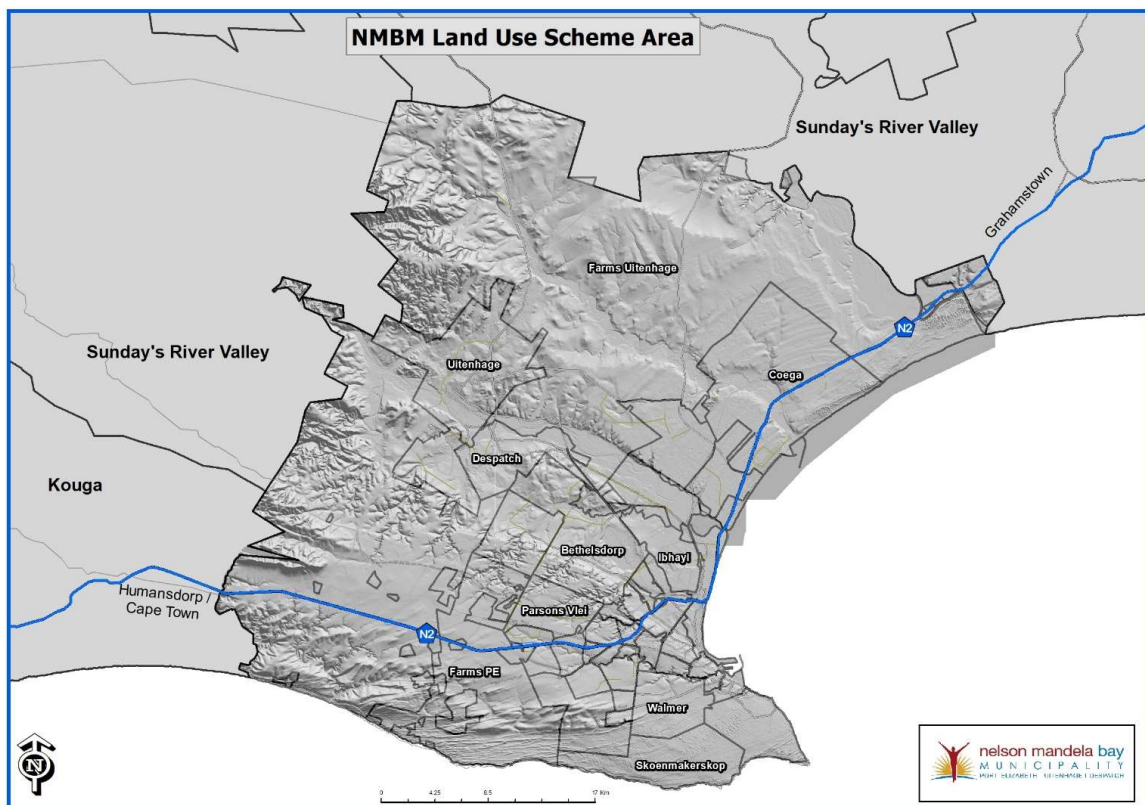 NMBM Land Use Scheme Area
Sunday's River Valley
Grahamstown
Farms Uitenhage
N2
Sunday's River Valley
Uitenhage
Coega
Despatch
Kouga
Bethelsdorp
Ibhayi
Humansdorp /
Cape Town
Parsons Vlei
N2
Farms PE
Walmer
Skoenmakerskop
N
0 4.25 8.5 17 Km
nelson mandela bay
MUNICIPALITY
PORT ELIZABETH | UITENHAGE | DESPATCH